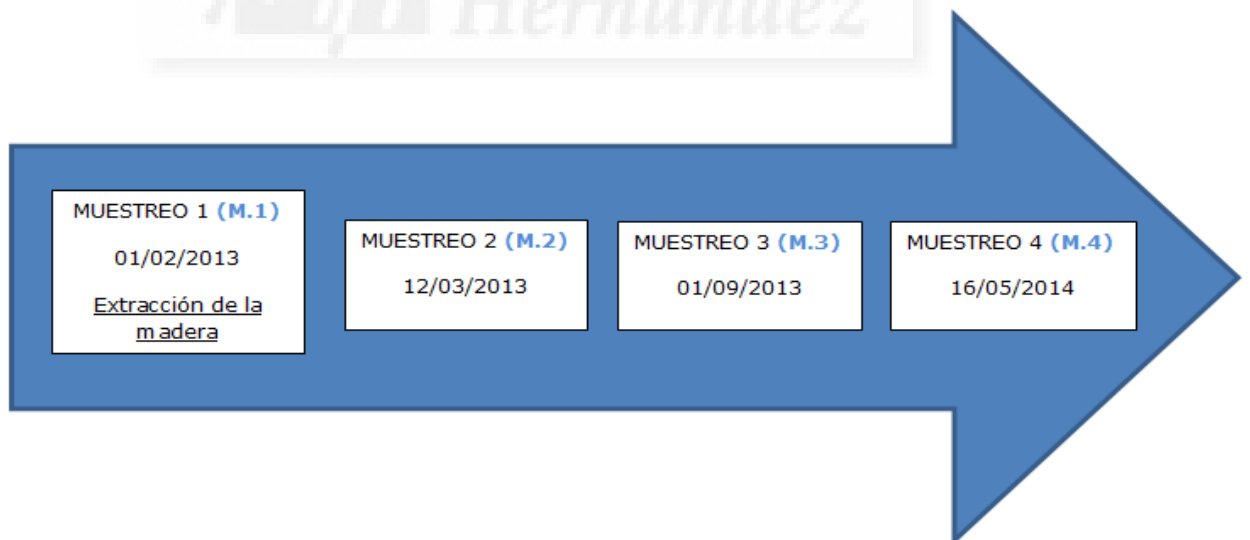 Hernández
MUESTREO 1 (M.1)
01/02/2013
Extracción de la
madera
MUESTREO 2 (M.2)
12/03/2013
MUESTREO 3 (M.3)
01/09/2013
MUESTREO 4 (M.4)
16/05/2014